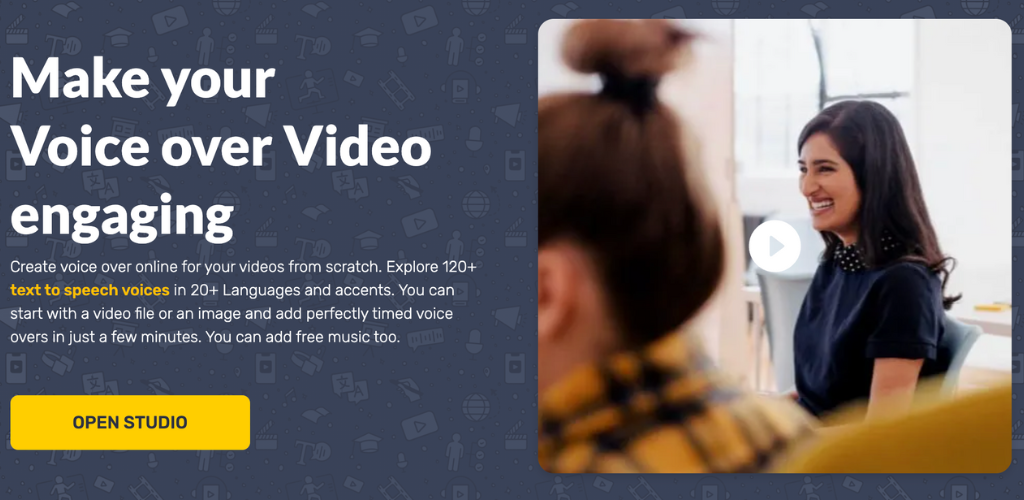 Make your
Voice over Video
engaging
Create voice over online for your videos from scratch. Explore 120+
text to speech voices in 20+ Languages and accents. You can
start with a video file or an image and add perfectly timed voice
overs in just a few minutes. You can add free music too.
OPEN STUDIO